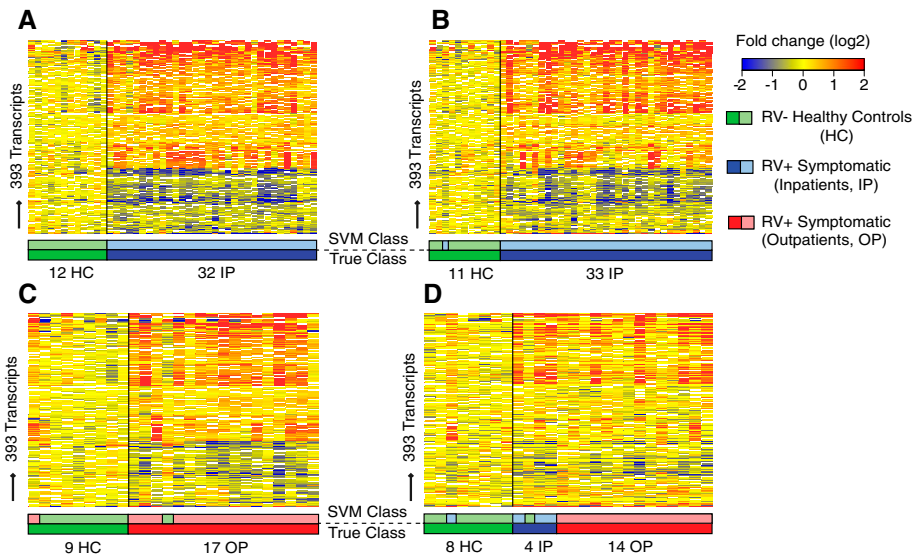 A
B
Fold change (log2)
-2 -1 0 1 2
393 Transcripts
393 Transcripts
RV- Healthy Controls
(HC)
RV+ Symptomatic
(Inpatients, IP)
RV+ Symptomatic
(Outpatients, OP)
SVM Class
True Class
12 HC
32 IP
11 HC
33 IP
C
D
393 Transcripts
393 Transcripts
SVM Class
True Class
9 HC
17 OP
8 HC
4 IP
14 OP